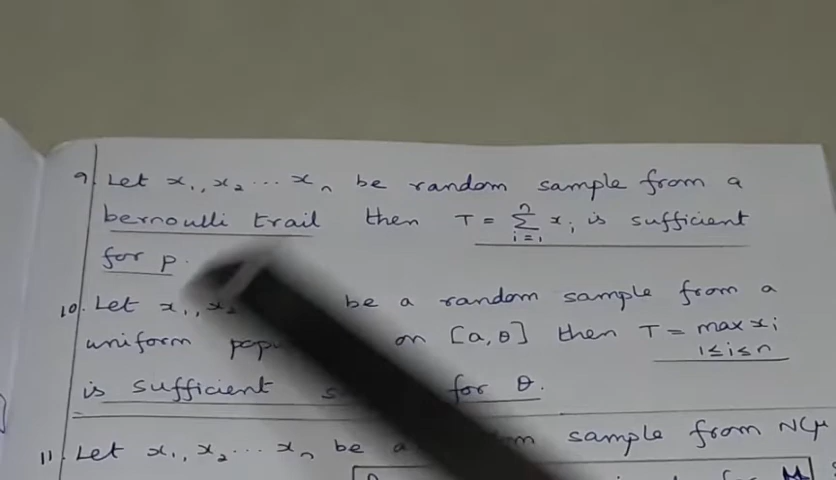 9. Let x₁, x₂ ... xₙ be random sample from a
bernoulli trail then T = Σⁿᵢ₌₁ xᵢ is sufficient
for p.
10. Let x₁, x₂ be a random sample from a
uniform on [a, θ] then T = max xᵢ
1≤i≤n
is sufficient for θ.
11. Let x₁, x₂ ... xₙ be a sample from N(μ